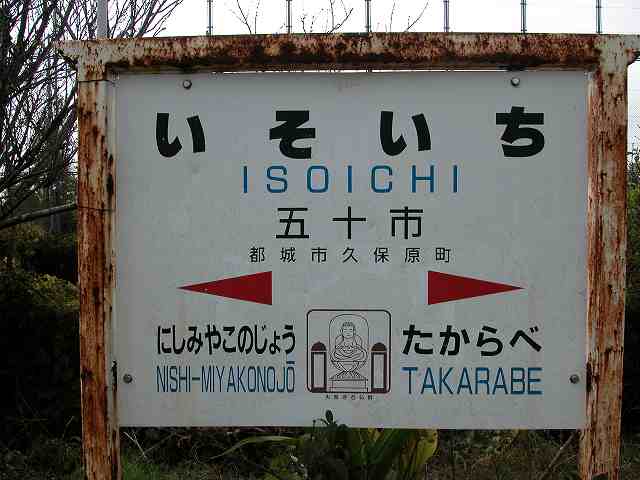 いそいち
ISOICHI
五十市
都城市久保原町
にしみやこのじょう たからべ
NISHI-MIYAKONOJŌ TAKARABE